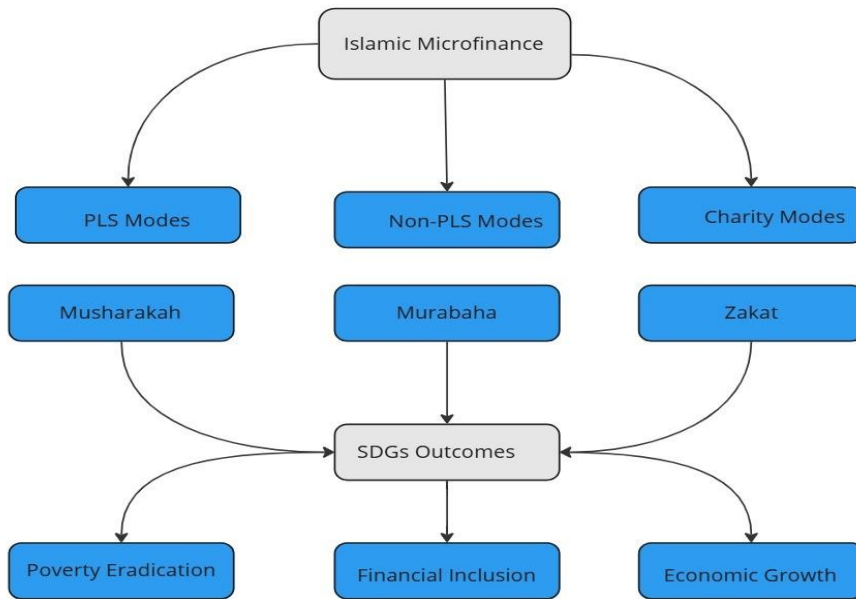 Islamic Microfinance
PLS Modes
Non-PLS Modes
Charity Modes
Musharakah
Murabaha
Zakat
SDGs Outcomes
Poverty Eradication
Financial Inclusion
Economic Growth